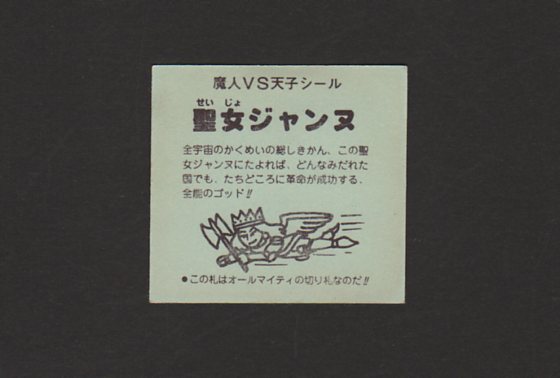 魔人VS天子シール
せい じょ
聖女ジャンヌ
全宇宙のかくめいの総しきかん、この聖
女ジャンヌにたよれば、どんなみだれた
国でも、たちどころに革命が成功する、
全能のゴッド!!
●この札はオールマイティの切り札なのだ!!